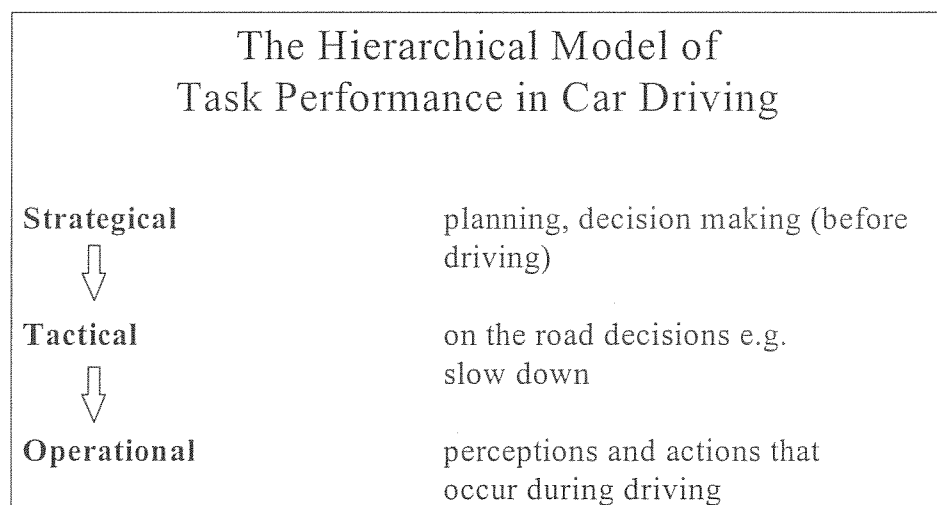 The Hierarchical Model of
Task Performance in Car Driving
Strategical planning, decision making (before
driving)
Tactical on the road decisions e.g.
slow down
Operational perceptions and actions that
occur during driving